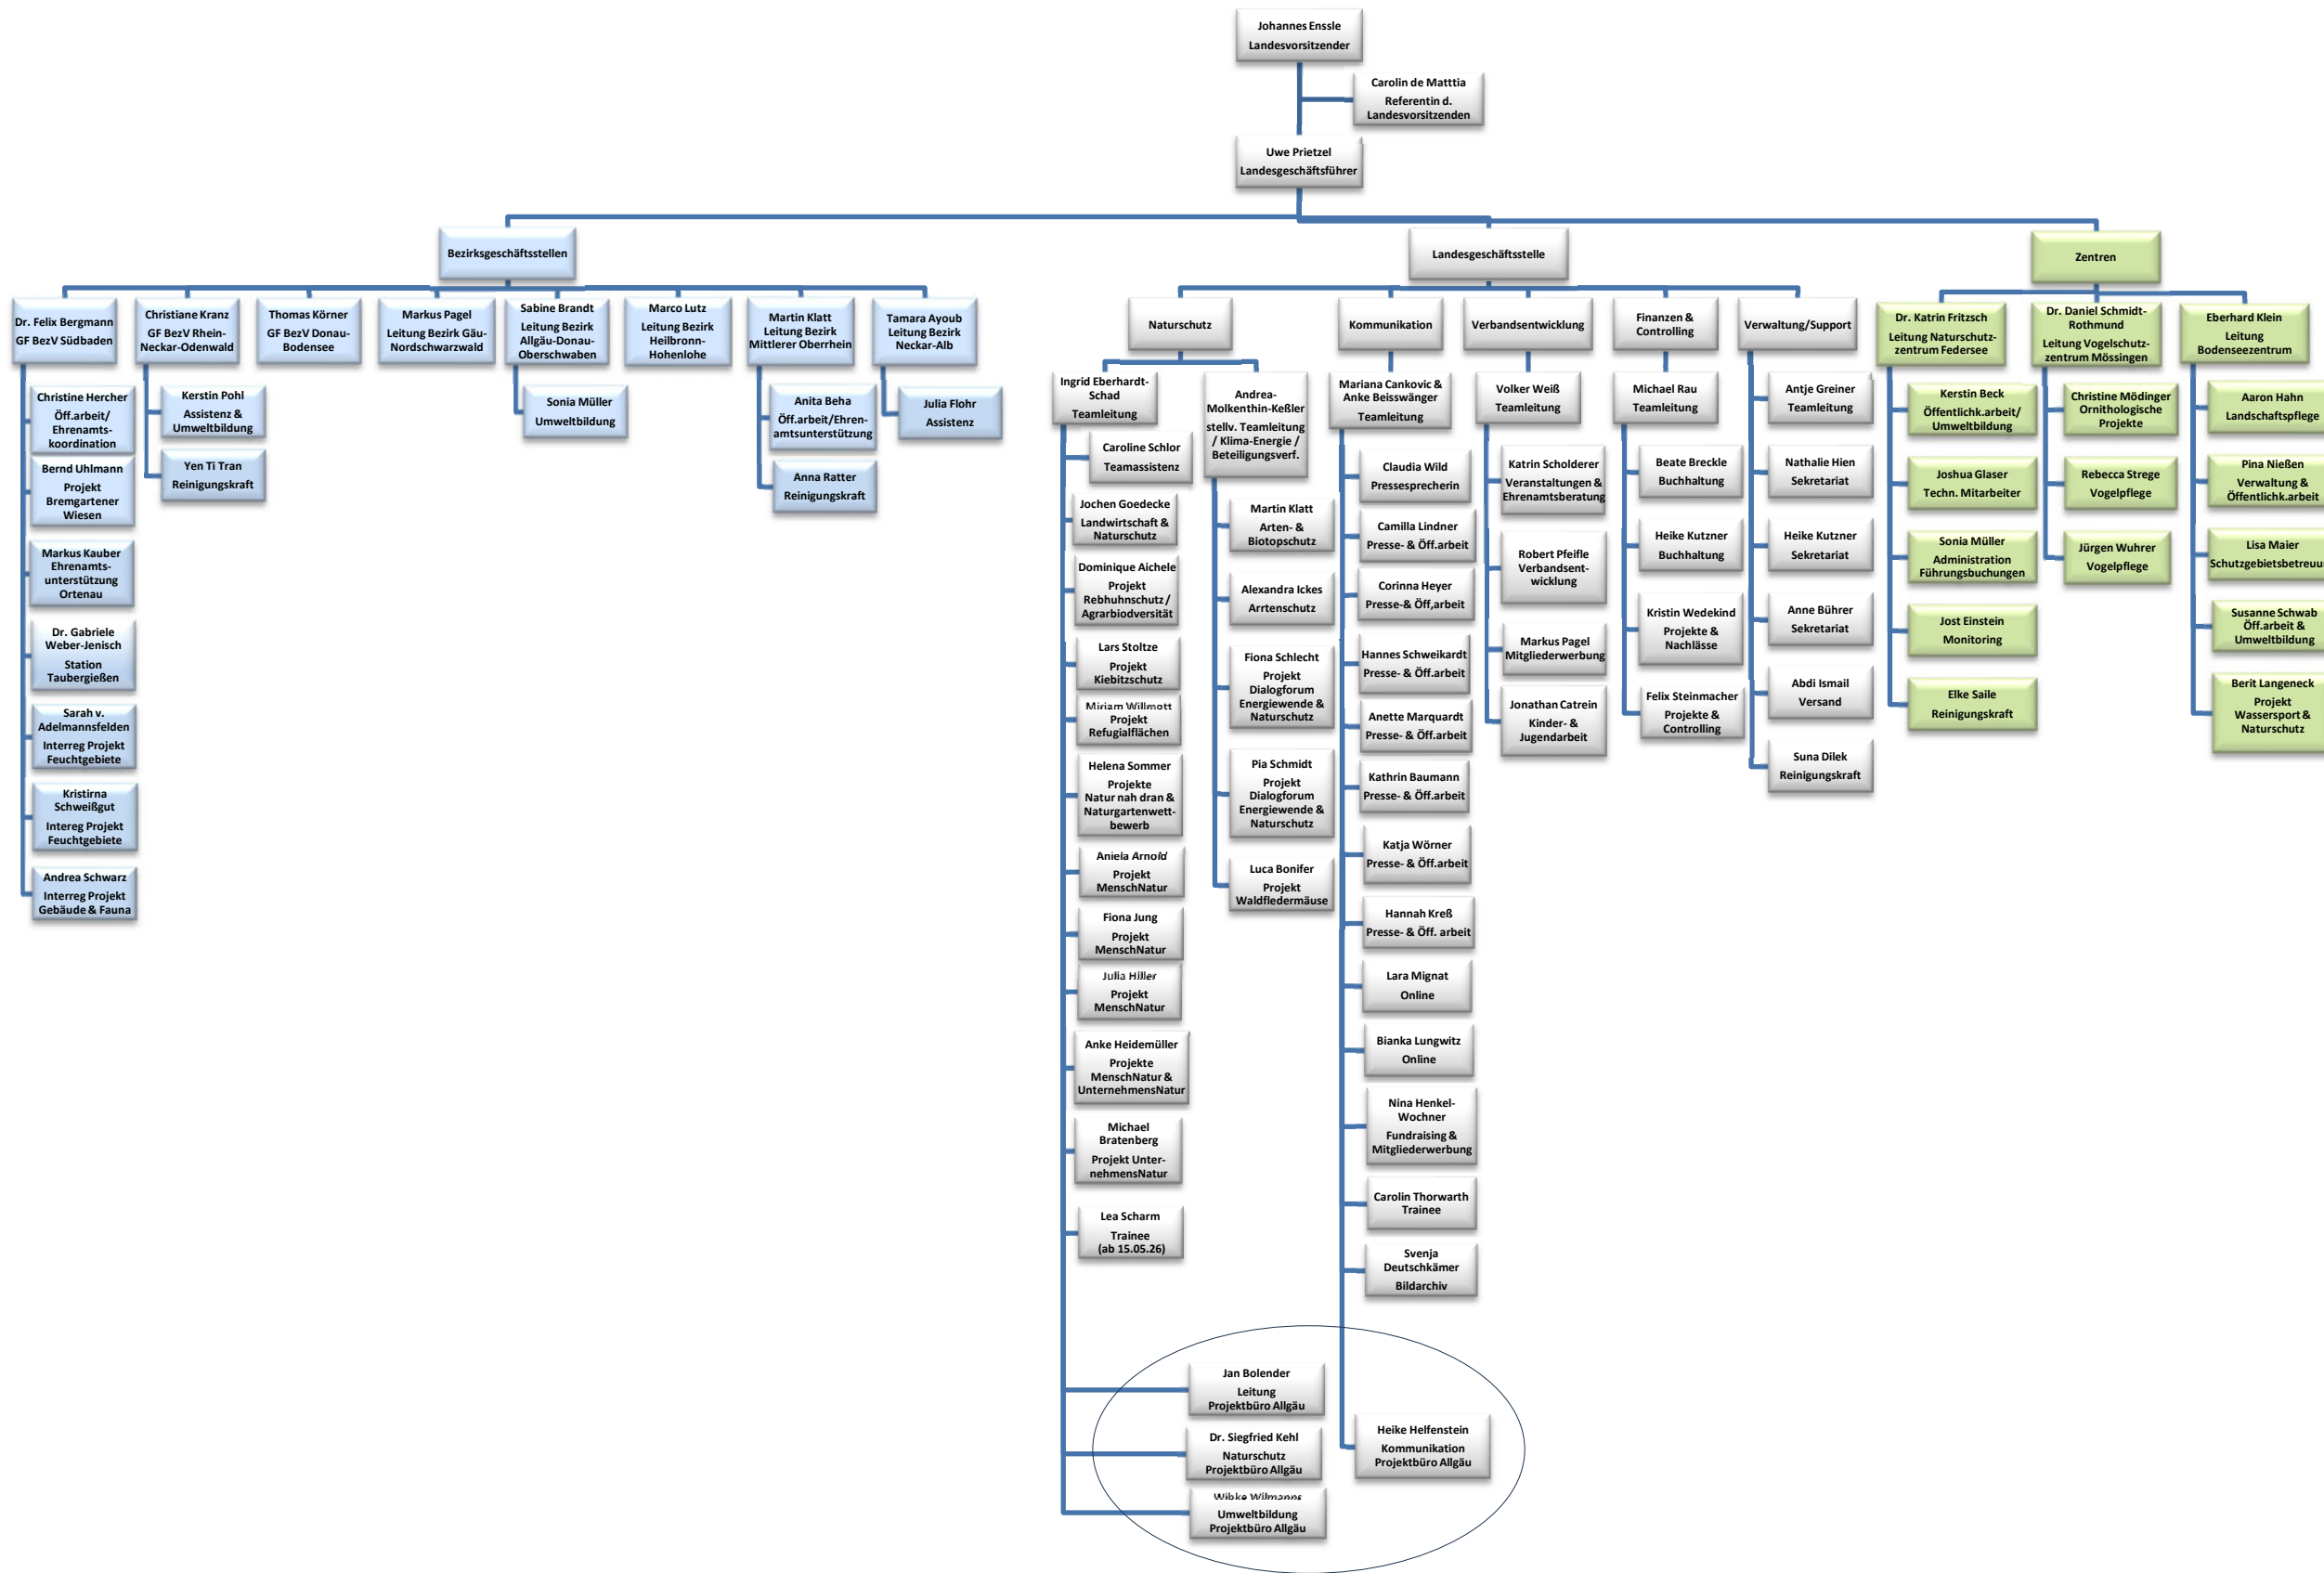 Johannes Enssle
Landesvorsitzender
Carolin de Matttia
Referentin d.
Landesvorsitzenden
Uwe Prietzel
Landesgeschäftsführer
Bezirksgeschäftsstellen
Landesgeschäftsstelle
Zentren
Dr. Felix Bergmann
GF BezV Südbaden
Christiane Kranz
GF BezV Rhein-
Neckar-Odenwald
Thomas Körner
GF BezV Donau-
Bodensee
Markus Pagel
Leitung Bezirk Gäu-
Nordschwarzwald
Sabine Brandt
Leitung Bezirk
Allgäu-Donau-
Oberschwaben
Marco Lutz
Leitung Bezirk
Heilbronn-
Hohenlohe
Martin Klatt
Leitung Bezirk
Mittlerer Oberrhein
Tamara Ayoub
Leitung Bezirk
Neckar-Alb
Christine Hercher
Öff.arbeit/
Ehrenamts-
koordination
Bernd Uhlmann
Projekt
Bremgartener
Wiesen
Markus Kauber
Ehrenamts-
unterstützung
Ortenau
Dr. Gabriele
Weber-Jenisch
Station
Taubergießen
Sarah v.
Adelmannsfelden
Interreg Projekt
Feuchtgebiete
Kristirna
Schweißgut
Intereg Projekt
Feuchtgebiete
Andrea Schwarz
Interreg Projekt
Gebäude & Fauna
Kerstin Pohl
Assistenz &
Umweltbildung
Yen Ti Tran
Reinigungskraft
Sonia Müller
Umweltbildung
Anita Beha
Öff.arbeit/Ehren-
amtsunterstützung
Anna Ratter
Reinigungskraft
Julia Flohr
Assistenz
Naturschutz
Kommunikation
Verbandsentwicklung
Finanzen &
Controlling
Verwaltung/Support
Ingrid Eberhardt-
Schad
Teamleitung
Caroline Schlor
Teamassistenz
Jochen Goedecke
Landwirtschaft &
Naturschutz
Dominique Aichele
Projekt
Rebhuhnschutz /
Agrarbiodversität
Lars Stoltze
Projekt
Kiebitzschutz
Miriam Willmott
Projekt
Refugialflächen
Helena Sommer
Projekte
Natur nah dran &
Naturgartenwett-
bewerb
Aniela Arnold
Projekt
MenschNatur
Fiona Jung
Projekt
MenschNatur
Julia Hiller
Projekt
MenschNatur
Anke Heidemüller
Projekte
MenschNatur &
UnternehmensNatur
Michael
Bratenberg
Projekt Unter-
nehmensNatur
Lea Scharm
Trainee
(ab 15.05.26)
Jan Bolender
Leitung
Projektbüro Allgäu
Dr. Siegfried Kehl
Naturschutz
Projektbüro Allgäu
Wibke Wilmanns
Umweltbildung
Projektbüro Allgäu
Andrea-
Molkenthin-Keßler
stellv. Teamleitung
/ Klima-Energie /
Beteiligungsverf.
Martin Klatt
Arten- &
Biotopschutz
Alexandra Ickes
Arrtenschutz
Fiona Schlecht
Projekt
Dialogforum
Energiewende &
Naturschutz
Pia Schmidt
Projekt
Dialogforum
Energiewende &
Naturschutz
Luca Bonifer
Projekt
Waldfledermäuse
Mariana Cankovic &
Anke Beisswänger
Teamleitung
Claudia Wild
Pressesprecherin
Camilla Lindner
Presse- & Öff.arbeit
Corinna Heyer
Presse-& Öff,arbeit
Hannes Schweikardt
Presse- & Öff.arbeit
Anette Marquardt
Presse- & Öff.arbeit
Kathrin Baumann
Presse- & Öff.arbeit
Katja Wörner
Presse- & Öff.arbeit
Hannah Kreß
Presse- & Öff. arbeit
Lara Mignat
Online
Bianka Lungwitz
Online
Nina Henkel-
Wochner
Fundraising &
Mitgliederwerbung
Carolin Thorwarth
Trainee
Svenja
Deutschkämer
Bildarchiv
Heike Helfenstein
Kommunikation
Projektbüro Allgäu
Volker Weiß
Teamleitung
Katrin Scholderer
Veranstaltungen &
Ehrenamtsberatung
Robert Pfeifle
Verbandsent-
wicklung
Markus Pagel
Mitgliederwerbung
Jonathan Catrein
Kinder- &
Jugendarbeit
Michael Rau
Teamleitung
Beate Breckle
Buchhaltung
Heike Kutzner
Buchhaltung
Kristin Wedekind
Projekte &
Nachlässe
Felix Steinmacher
Projekte &
Controlling
Antje Greiner
Teamleitung
Nathalie Hien
Sekretariat
Heike Kutzner
Sekretariat
Anne Bührer
Sekretariat
Abdi Ismail
Versand
Suna Dilek
Reinigungskraft
Dr. Katrin Fritzsch
Leitung Naturschutz-
zentrum Federsee
Kerstin Beck
Öffentlichk.arbeit/
Umweltbildung
Joshua Glaser
Techn. Mitarbeiter
Sonia Müller
Administration
Führungsbuchungen
Jost Einstein
Monitoring
Elke Saile
Reinigungskraft
Dr. Daniel Schmidt-
Rothmund
Leitung Vogelschutz-
zentrum Mössingen
Christine Mödinger
Ornithologische
Projekte
Rebecca Strege
Vogelpflege
Jürgen Wuhrer
Vogelpflege
Eberhard Klein
Leitung
Bodenseezentrum
Aaron Hahn
Landschaftspflege
Pina Nießen
Verwaltung &
Öffentlichk.arbeit
Lisa Maier
Schutzgebietsbetreuu
Susanne Schwab
Öff.arbeit &
Umweltbildung
Berit Langeneck
Projekt
Wassersport &
Naturschutz